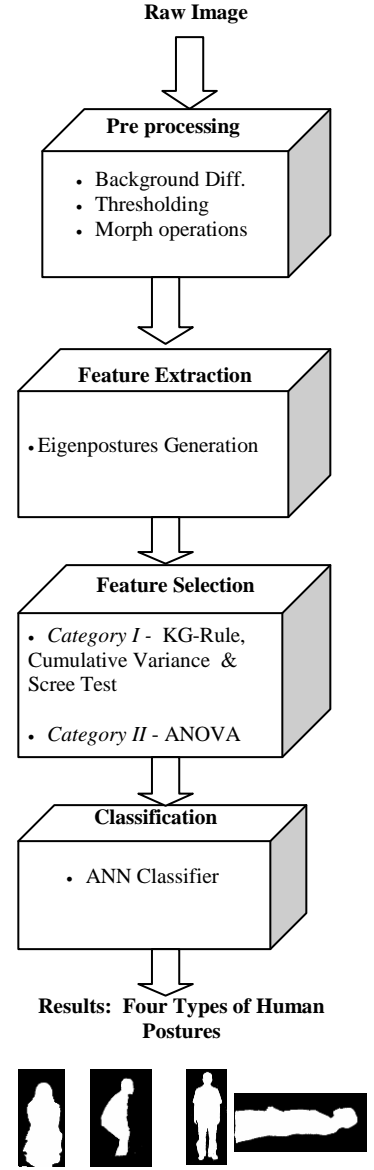 Raw Image
Pre processing
• Background Diff.
• Thresholding
• Morph operations
Feature Extraction
• Eigenpostures Generation
Feature Selection
• Category I - KG-Rule,
Cumulative Variance &
Scree Test
• Category II - ANOVA
Classification
• ANN Classifier
Results: Four Types of Human
Postures